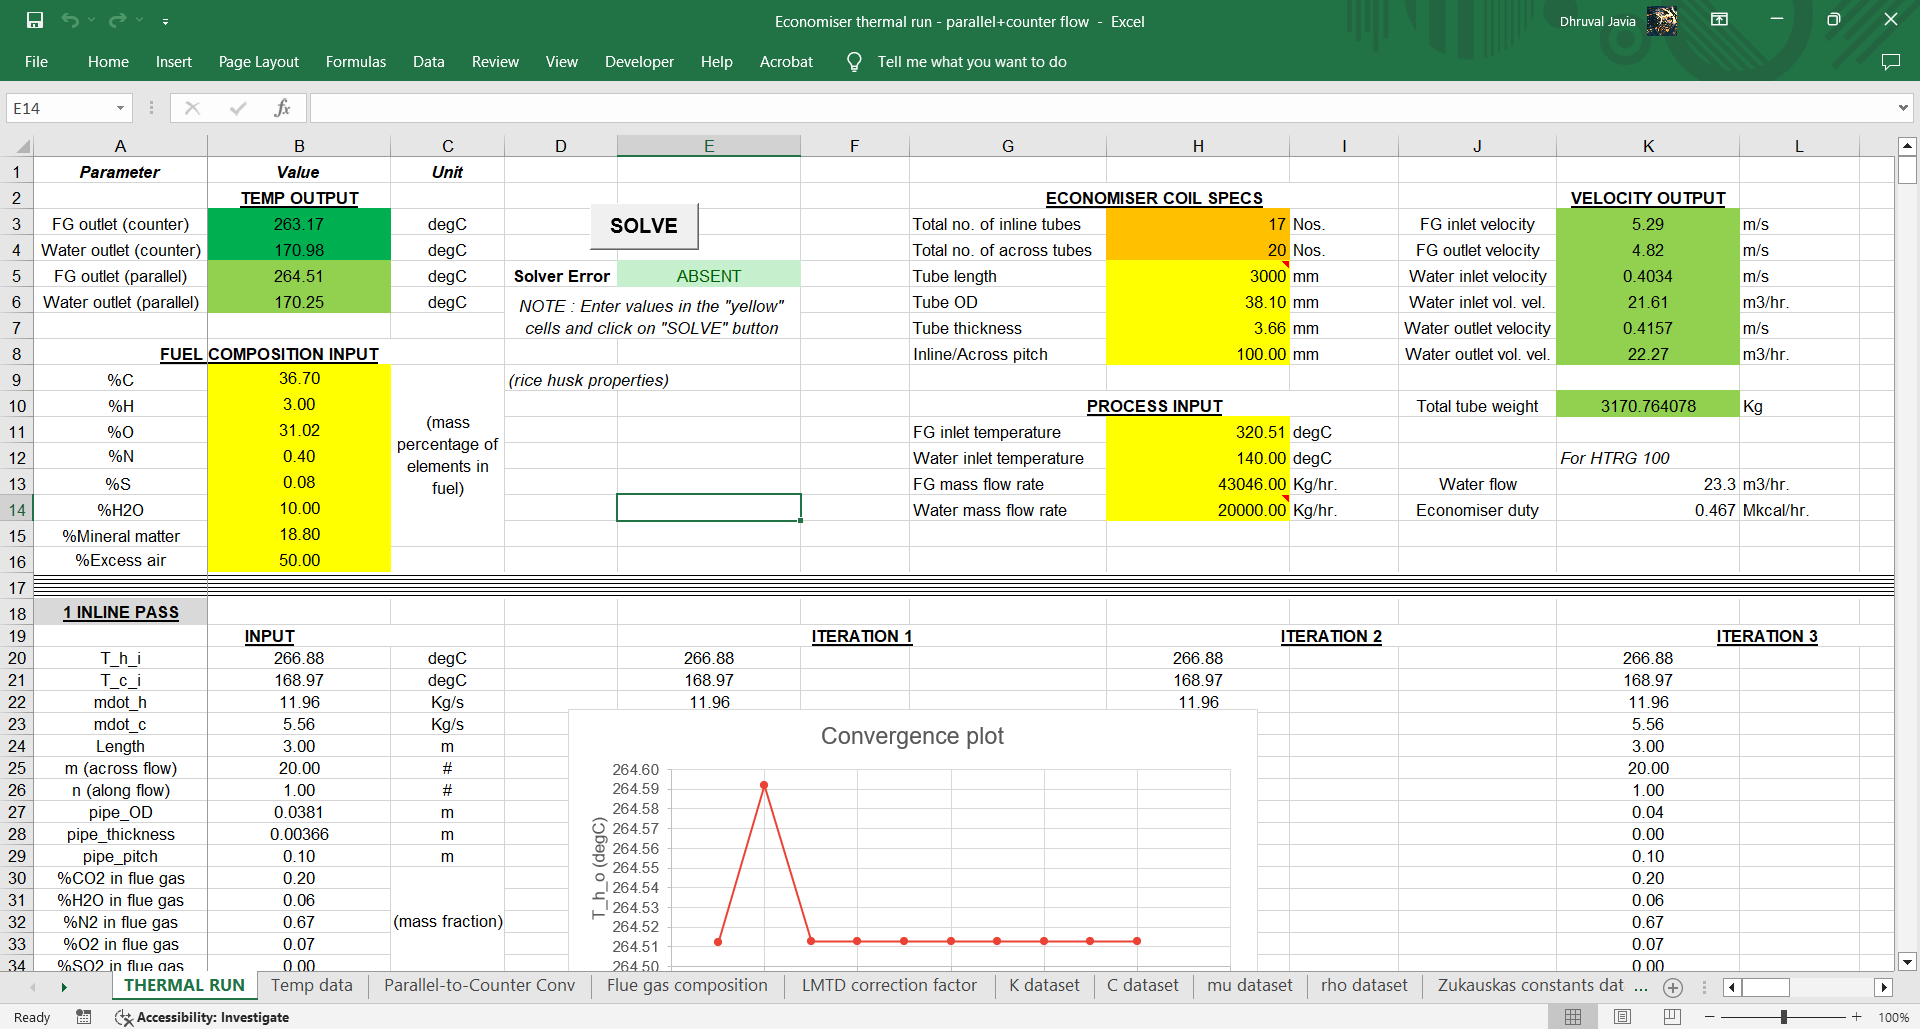 Economiser thermal run - parallel+counter flow - Excel
Dhruval Javia
File Home Insert Page Layout Formulas Data Review View Developer Help Acrobat Tell me what you want to do
E14 fx
A B C D E F G H I J K L
1 Parameter Value Unit
2 TEMP OUTPUT ECONOMISER COIL SPECS VELOCITY OUTPUT
3 FG outlet (counter) 263.17 degC SOLVE Total no. of inline tubes 17 Nos. FG inlet velocity 5.29 m/s
4 Water outlet (counter) 170.98 degC Total no. of across tubes 20 Nos. FG outlet velocity 4.82 m/s
5 FG outlet (parallel) 264.51 degC Solver Error ABSENT Tube length 3000 mm Water inlet velocity 0.4034 m/s
6 Water outlet (parallel) 170.25 degC NOTE : Enter values in the "yellow" Tube OD 38.10 mm Water inlet vol. vel. 21.61 m3/hr.
7 cells and click on "SOLVE" button Tube thickness 3.66 mm Water outlet velocity 0.4157 m/s
8 FUEL COMPOSITION INPUT Inline/Across pitch 100.00 mm Water outlet vol. vel. 22.27 m3/hr.
9 %C 36.70 (rice husk properties)
10 %H 3.00 PROCESS INPUT Total tube weight 3170.764078 Kg
11 %O 31.02 (mass percentage of elements in fuel) FG inlet temperature 320.51 degC
12 %N 0.40 Water inlet temperature 140.00 degC For HTRG 100
13 %S 0.08 FG mass flow rate 43046.00 Kg/hr. Water flow 23.3 m3/hr.
14 %H2O 10.00 Water mass flow rate 20000.00 Kg/hr. Economiser duty 0.467 Mkcal/hr.
15 %Mineral matter 18.80
16 %Excess air 50.00
17
18 1 INLINE PASS
19 INPUT ITERATION 1 ITERATION 2 ITERATION 3
20 T_h_i 266.88 degC 266.88 266.88 266.88
21 T_c_i 168.97 degC 168.97 168.97 168.97
22 mdot_h 11.96 Kg/s 11.96 11.96 11.96
23 mdot_c 5.56 Kg/s 5.56
24 Length 3.00 m 3.00
25 m (across flow) 20.00 # 20.00
26 n (along flow) 1.00 # 1.00
27 pipe_OD 0.0381 m 0.04
28 pipe_thickness 0.00366 m 0.00
29 pipe_pitch 0.10 m 0.10
30 %CO2 in flue gas 0.20 0.20
31 %H2O in flue gas 0.06 0.06
32 %N2 in flue gas 0.67 (mass fraction) 0.67
33 %O2 in flue gas 0.07 0.07
34 %SO2 in flue gas 0.00 0.00
Convergence plot
T_h_o (degC)
264.60
264.59
264.58
264.57
264.56
264.55
264.54
264.53
264.52
264.51
264.50
THERMAL RUN Temp data Parallel-to-Counter Conv Flue gas composition LMTD correction factor K dataset C dataset mu dataset rho dataset Zukauskas constants dat ...
Ready Accessibility: Investigate 100%